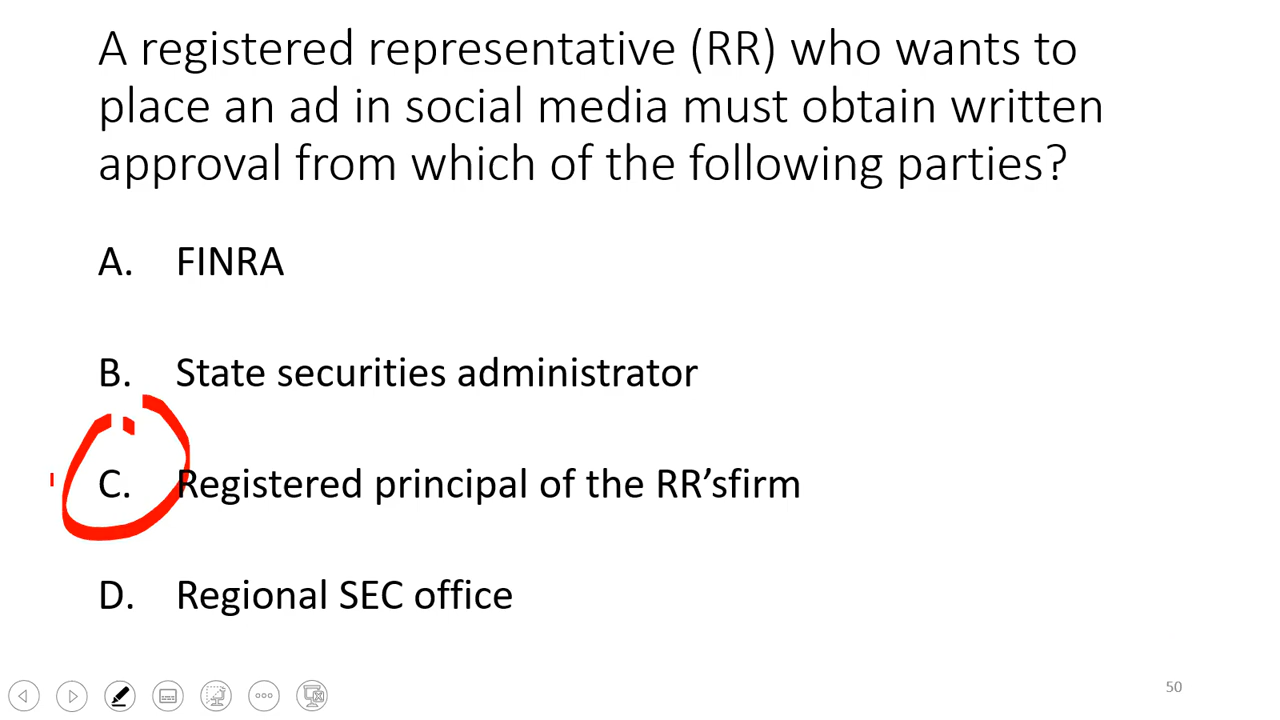 A registered representative (RR) who wants to
place an ad in social media must obtain written
approval from which of the following parties?
A. FINRA
B. State securities administrator
C. Registered principal of the RR’sfirm
D. Regional SEC office
50